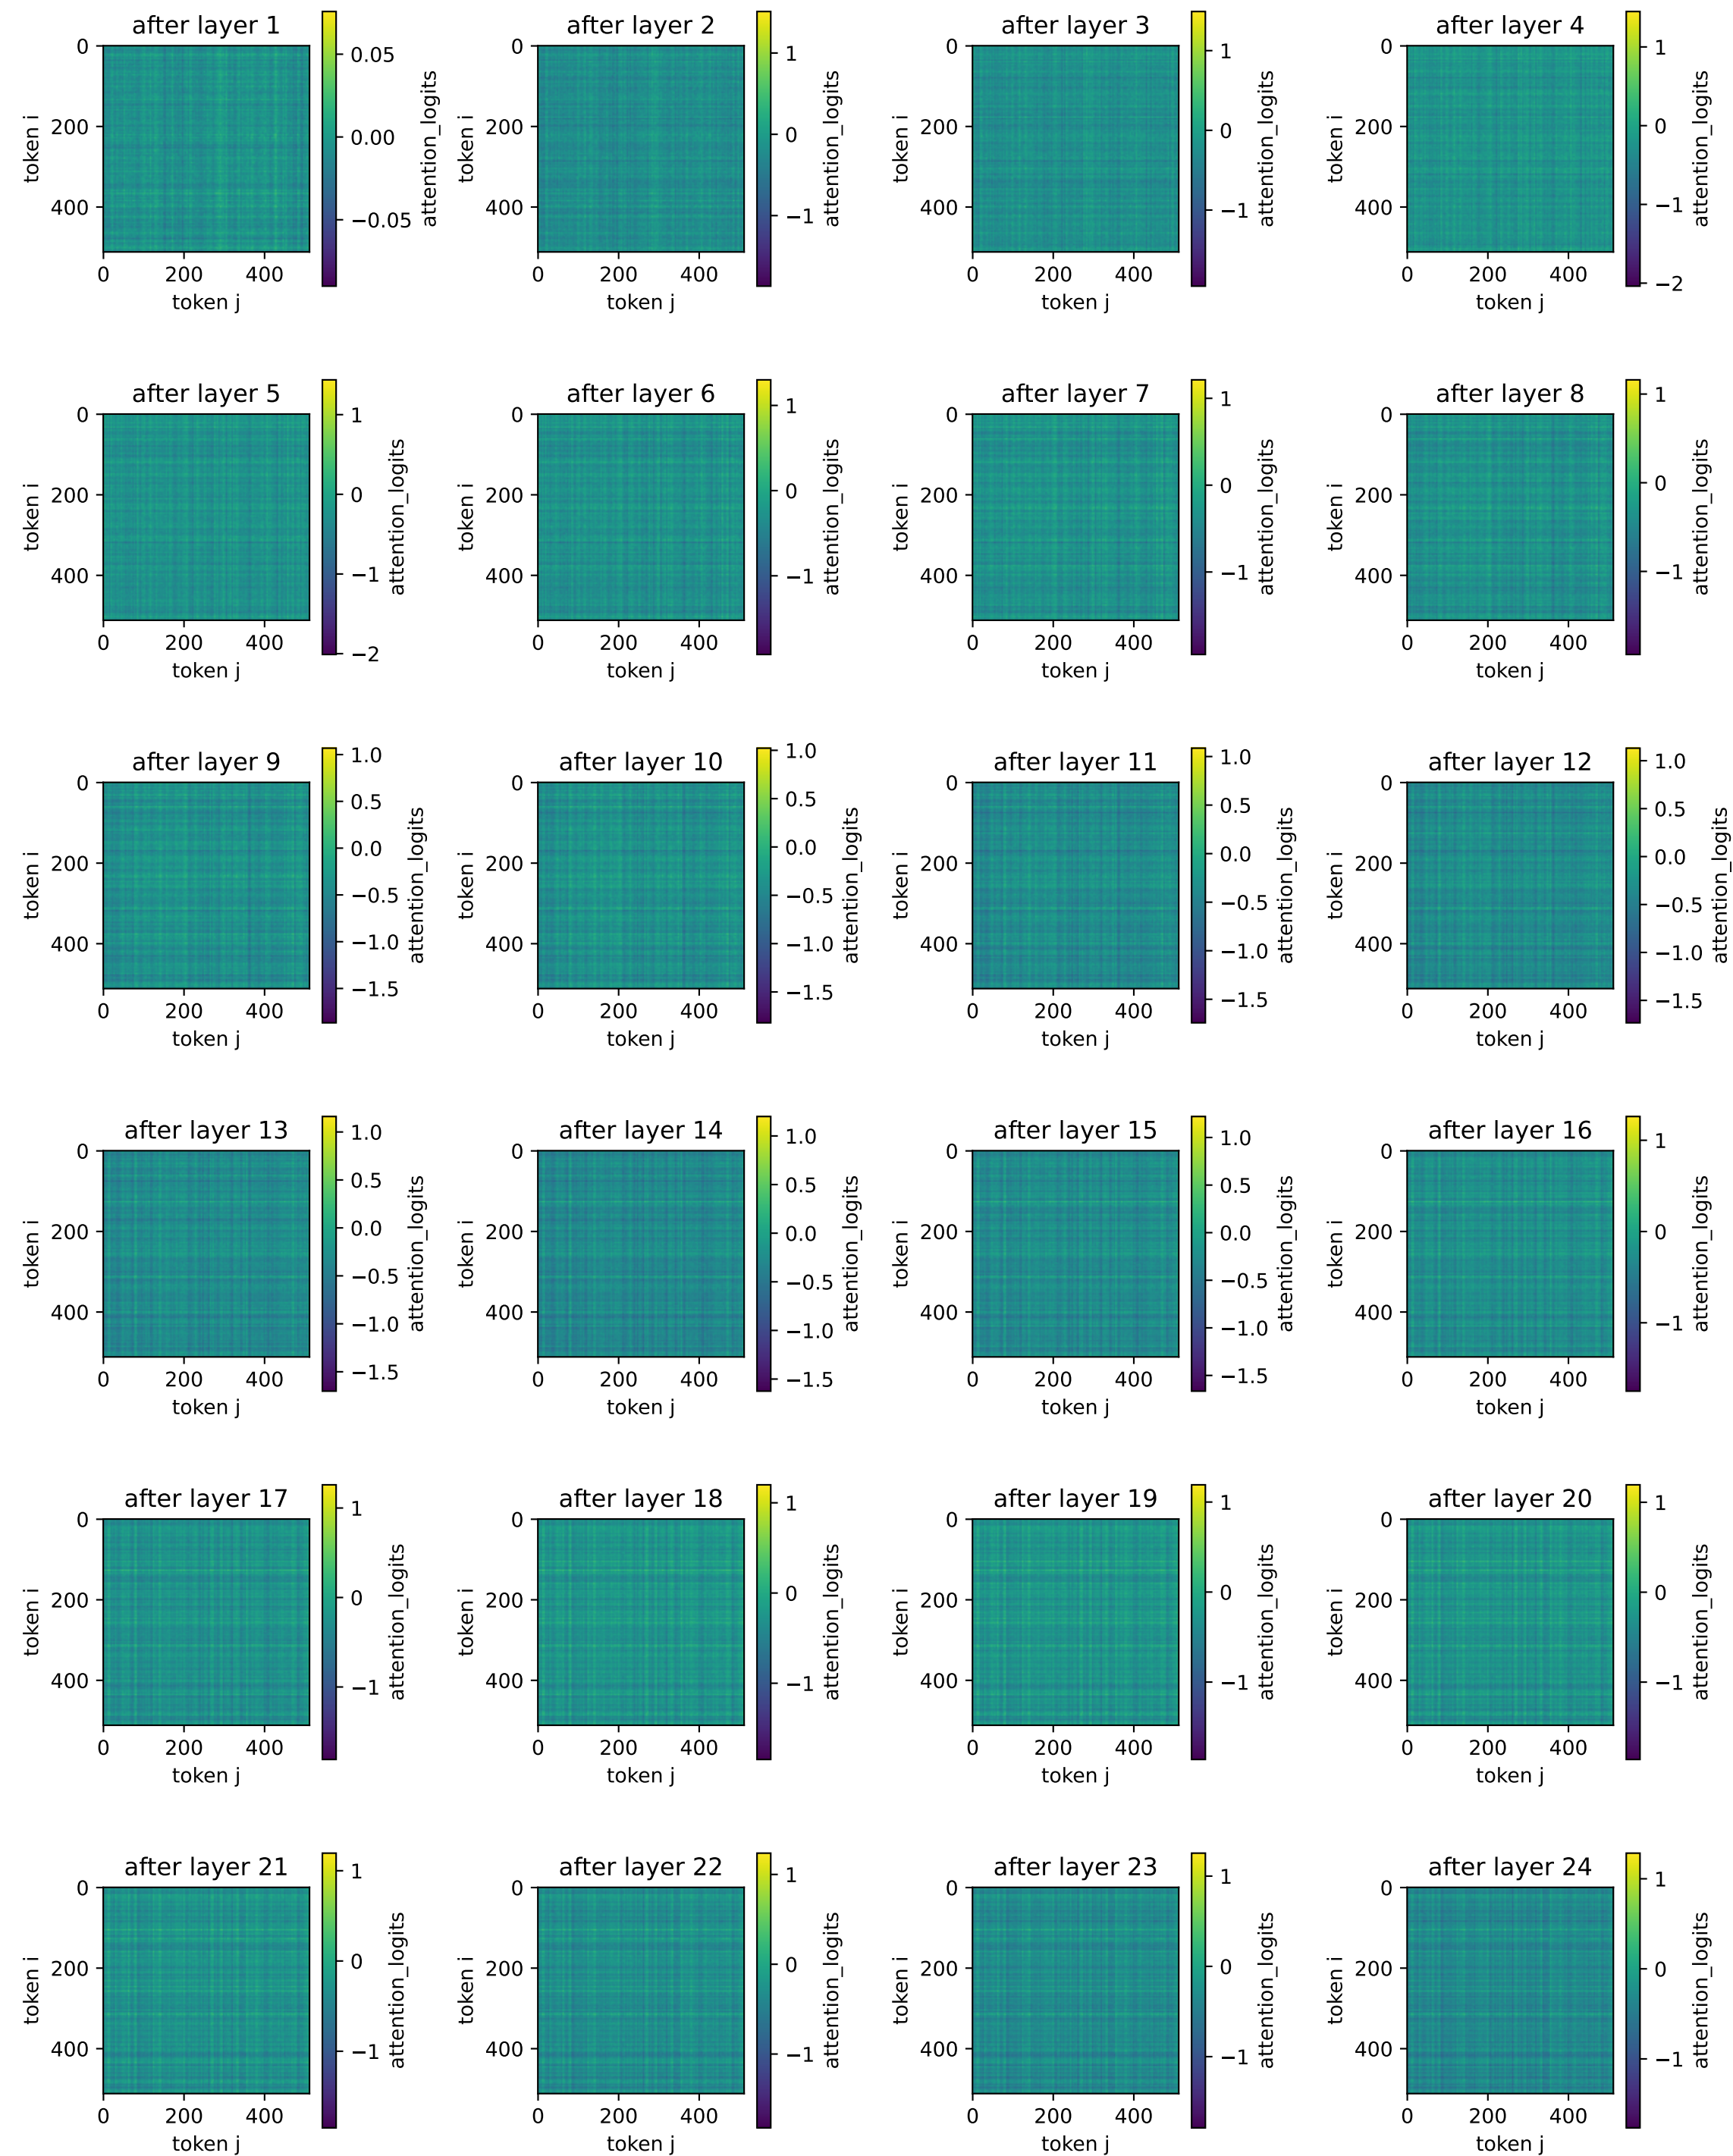 after layer 1
0
200
400
token i
0 200 400
token j
0.05
0.00
−0.05
attention_logits
after layer 2
0
200
400
token i
0 200 400
token j
1
0
−1
attention_logits
after layer 3
0
200
400
token i
0 200 400
token j
1
0
−1
attention_logits
after layer 4
0
200
400
token i
0 200 400
token j
1
0
−1
−2
attention_logits
after layer 5
0
200
400
token i
0 200 400
token j
1
0
−1
−2
attention_logits
after layer 6
0
200
400
token i
0 200 400
token j
1
0
−1
attention_logits
after layer 7
0
200
400
token i
0 200 400
token j
1
0
−1
attention_logits
after layer 8
0
200
400
token i
0 200 400
token j
1
0
−1
attention_logits
after layer 9
0
200
400
token i
0 200 400
token j
1.0
0.5
0.0
−0.5
−1.0
−1.5
attention_logits
after layer 10
0
200
400
token i
0 200 400
token j
1.0
0.5
0.0
−0.5
−1.0
−1.5
attention_logits
after layer 11
0
200
400
token i
0 200 400
token j
1.0
0.5
0.0
−0.5
−1.0
−1.5
attention_logits
after layer 12
0
200
400
token i
0 200 400
token j
1.0
0.5
0.0
−0.5
−1.0
−1.5
attention_logits
after layer 13
0
200
400
token i
0 200 400
token j
1.0
0.5
0.0
−0.5
−1.0
−1.5
attention_logits
after layer 14
0
200
400
token i
0 200 400
token j
1.0
0.5
0.0
−0.5
−1.0
−1.5
attention_logits
after layer 15
0
200
400
token i
0 200 400
token j
1.0
0.5
0.0
−0.5
−1.0
−1.5
attention_logits
after layer 16
0
200
400
token i
0 200 400
token j
1
0
−1
attention_logits
after layer 17
0
200
400
token i
0 200 400
token j
1
0
−1
attention_logits
after layer 18
0
200
400
token i
0 200 400
token j
1
0
−1
attention_logits
after layer 19
0
200
400
token i
0 200 400
token j
1
0
−1
attention_logits
after layer 20
0
200
400
token i
0 200 400
token j
1
0
−1
attention_logits
after layer 21
0
200
400
token i
0 200 400
token j
1
0
−1
attention_logits
after layer 22
0
200
400
token i
0 200 400
token j
1
0
−1
attention_logits
after layer 23
0
200
400
token i
0 200 400
token j
1
0
−1
attention_logits
after layer 24
0
200
400
token i
0 200 400
token j
1
0
−1
attention_logits